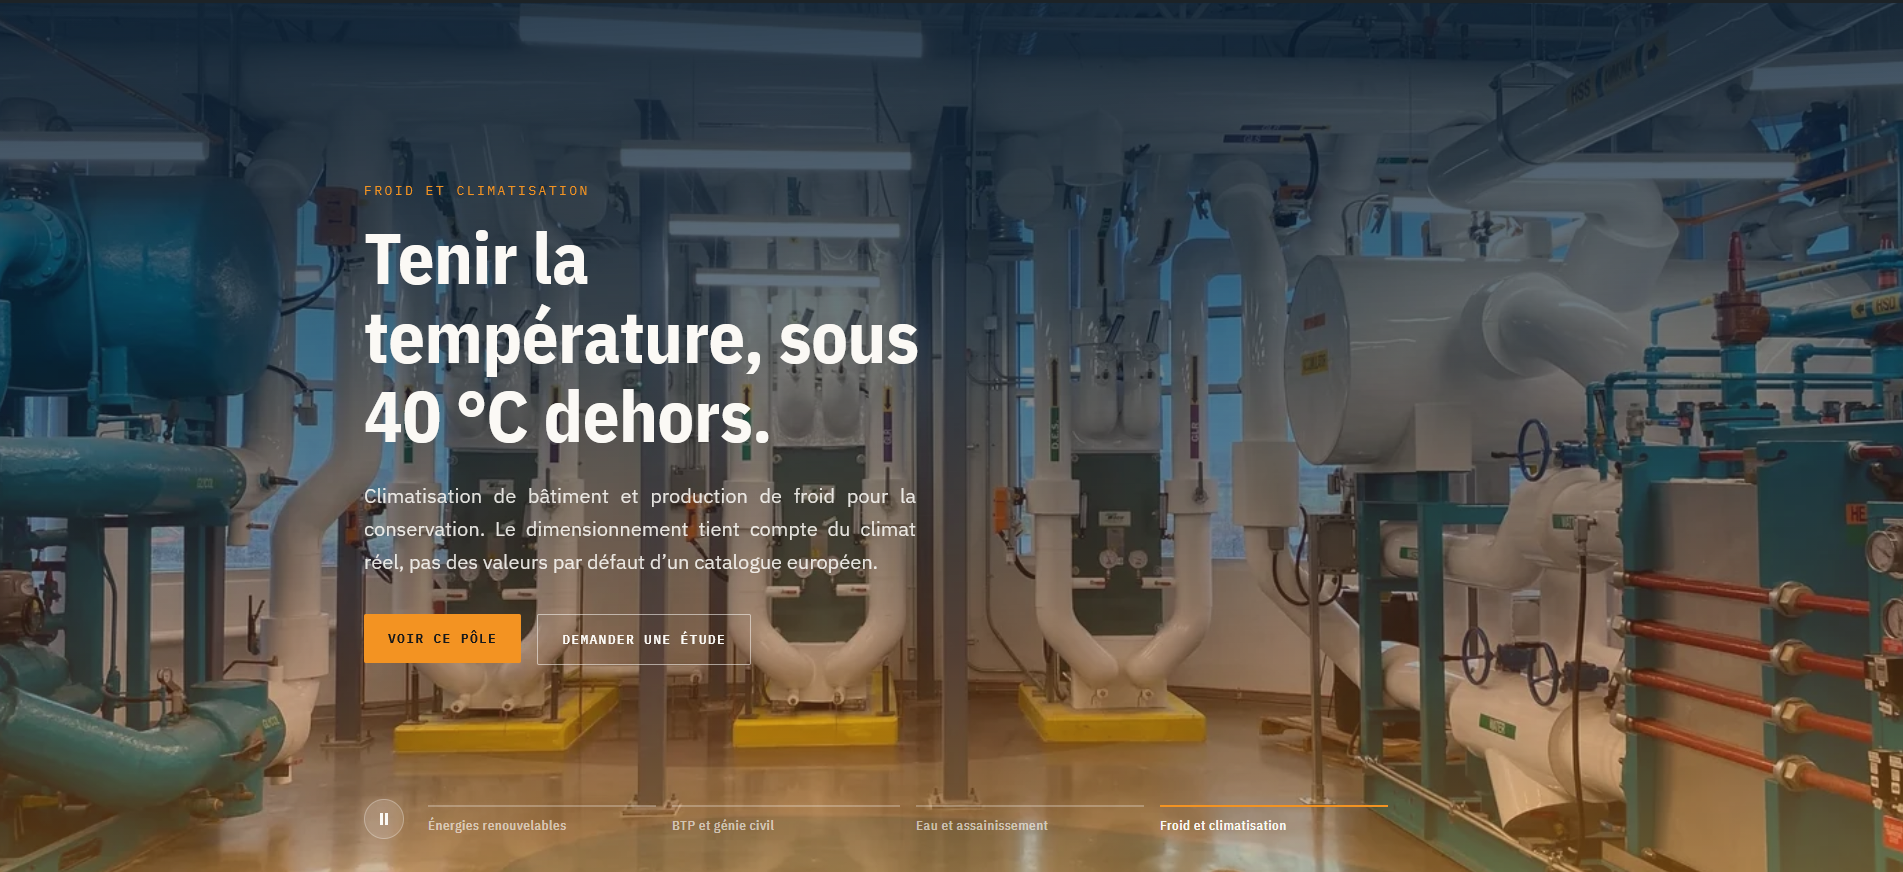 FROID ET CLIMATISATION
Tenir la
température, sous
40 °C dehors.
Climatisation de bâtiment et production de froid pour la
conservation. Le dimensionnement tient compte du climat
réel, pas des valeurs par défaut d’un catalogue européen.
VOIR CE PÔLE
DEMANDER UNE ÉTUDE
Énergies renouvelables
BTP et génie civil
Eau et assainissement
Froid et climatisation
GLR
WATER